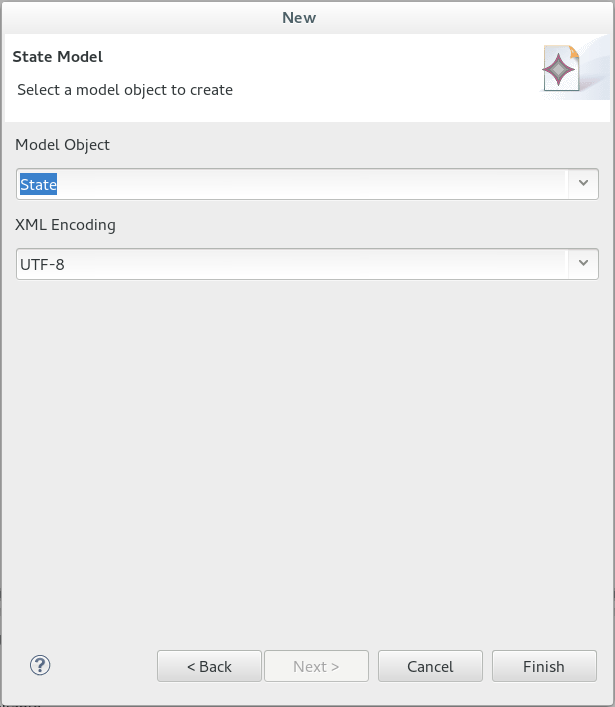 New
State Model
Select a model object to create
Model Object
State
XML Encoding
UTF-8
?
< Back
Next >
Cancel
Finish